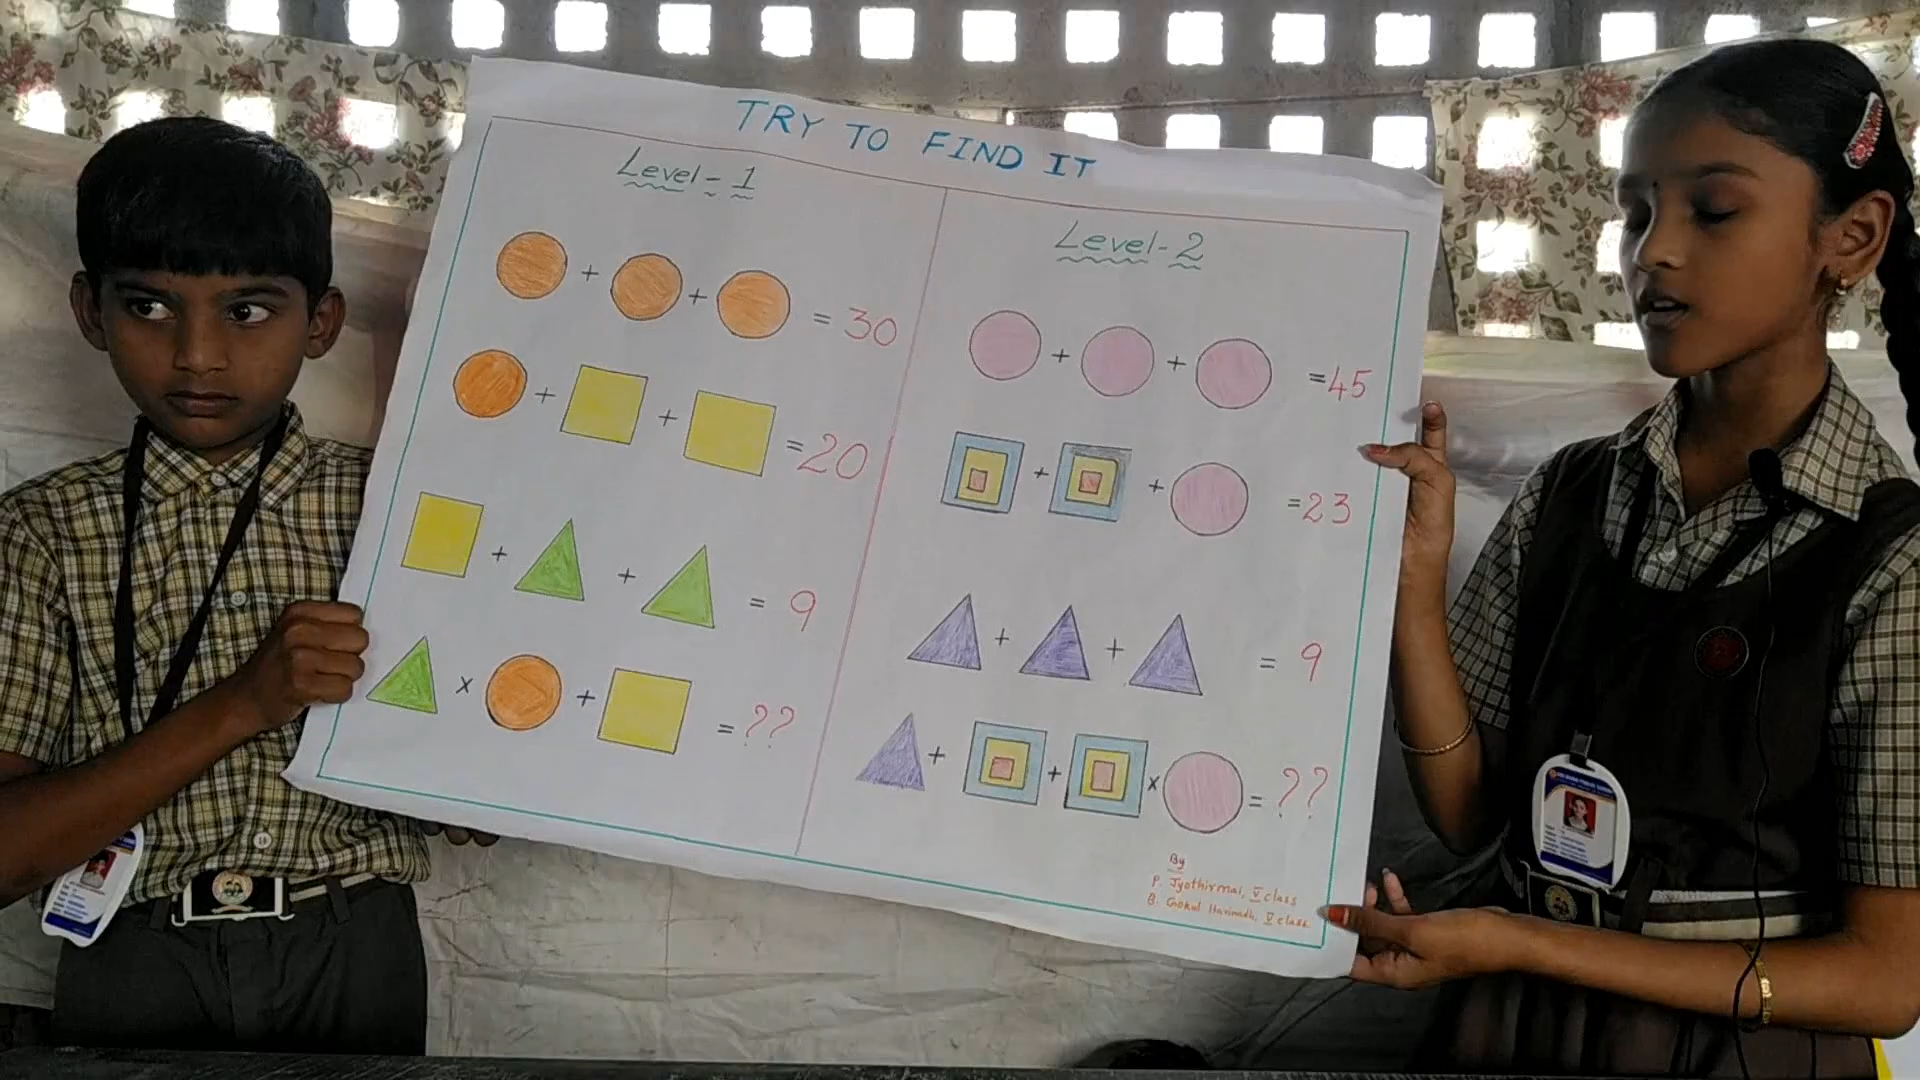 TRY TO FIND IT
Level - 1
+ + = 30
+ + = 20
+ + = 9
x + = ??
Level - 2
+ + = 45
+ + = 23
+ + = 9
+ + x = ??
By
P. Jyothirmai, V class
B. Gokul Harinadh, V class